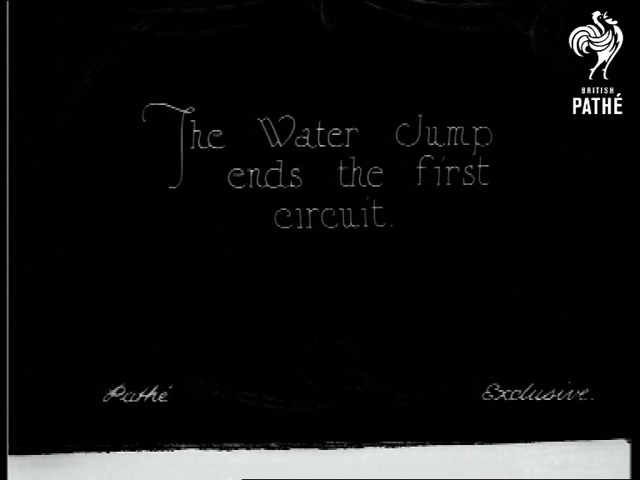 BRITISH
PATHÉ
The Water Jump
ends the first
circuit.
Pathé Exclusive.